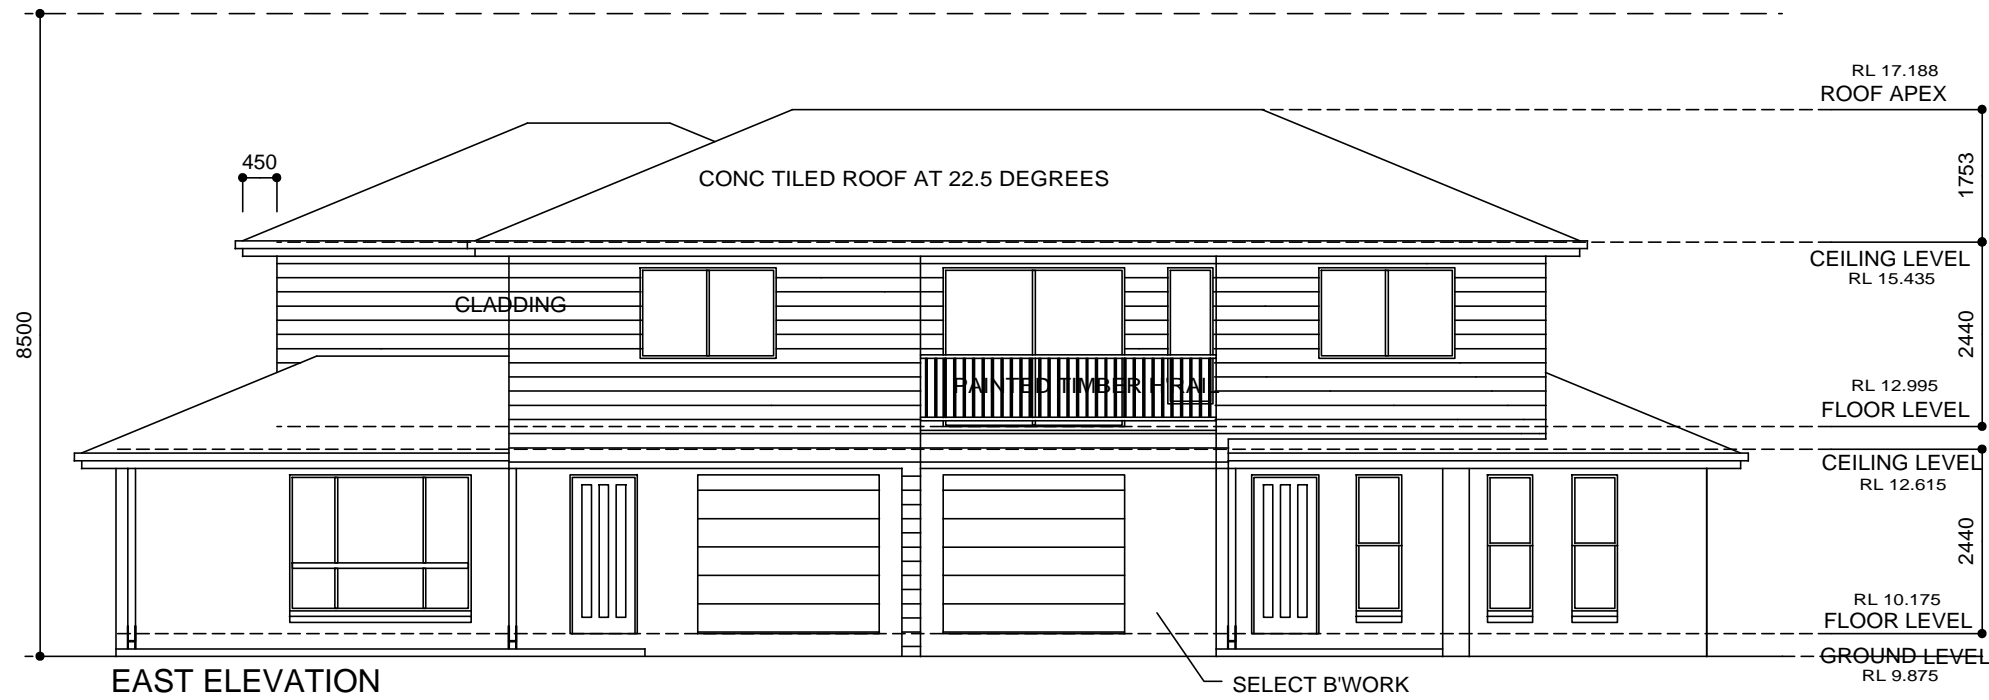 RL 17.188
ROOF APEX
450
CONC TILED ROOF AT 22.5 DEGREES
1753
CEILING LEVEL
RL 15.435
CLADDING
8500
2440
PAINTED TIMBER H'RAIL
RL 12.995
FLOOR LEVEL
CEILING LEVEL
RL 12.615
2440
RL 10.175
FLOOR LEVEL
GROUND LEVEL
RL 9.875
EAST ELEVATION
SELECT B'WORK